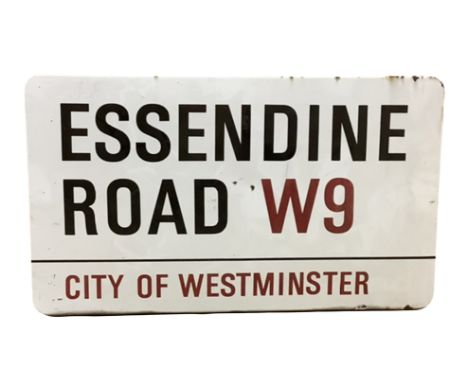 ESSENDINE
ROAD W9
CITY OF WESTMINSTER